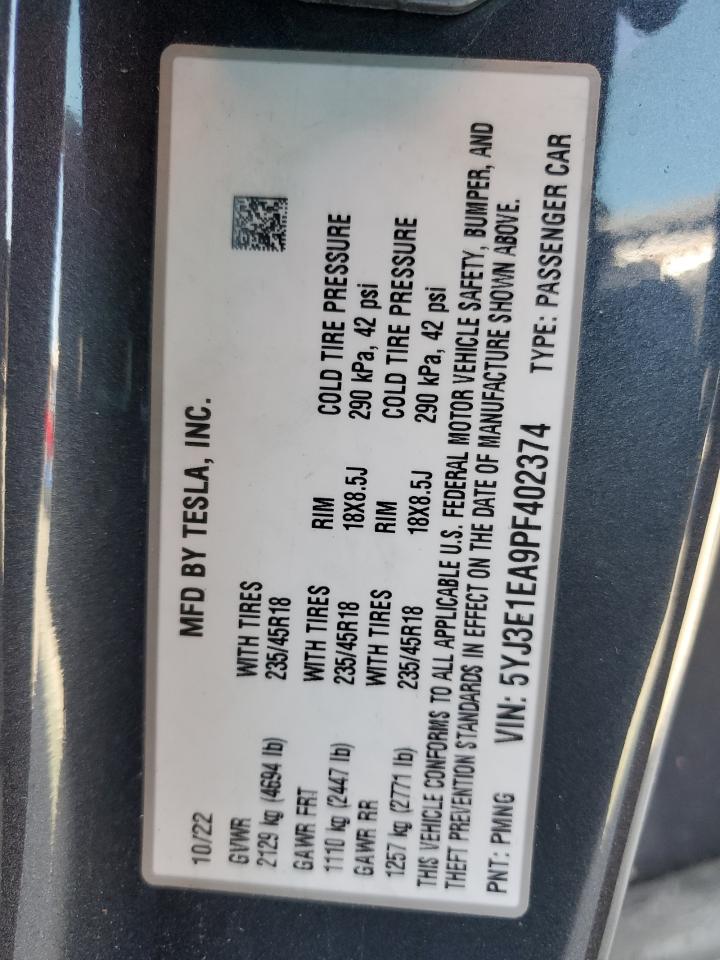 MFD BY TESLA, INC.
10/22
GVWR WITH TIRES
2129 kg (4694 lb) 235/45R18
GAWR FRT WITH TIRES RIM COLD TIRE PRESSURE
1110 kg (2447 lb) 235/45R18 18X8.5J 290 kPa, 42 psi
GAWR RR WITH TIRES RIM COLD TIRE PRESSURE
1257 kg (2771 lb) 235/45R18 18X8.5J 290 kPa, 42 psi
THIS VEHICLE CONFORMS TO ALL APPLICABLE U.S. FEDERAL MOTOR VEHICLE SAFETY, BUMPER, AND
THEFT PREVENTION STANDARDS IN EFFECT ON THE DATE OF MANUFACTURE SHOWN ABOVE.
PNT: PMNG VIN: 5YJ3E1EA9PF402374 TYPE: PASSENGER CAR